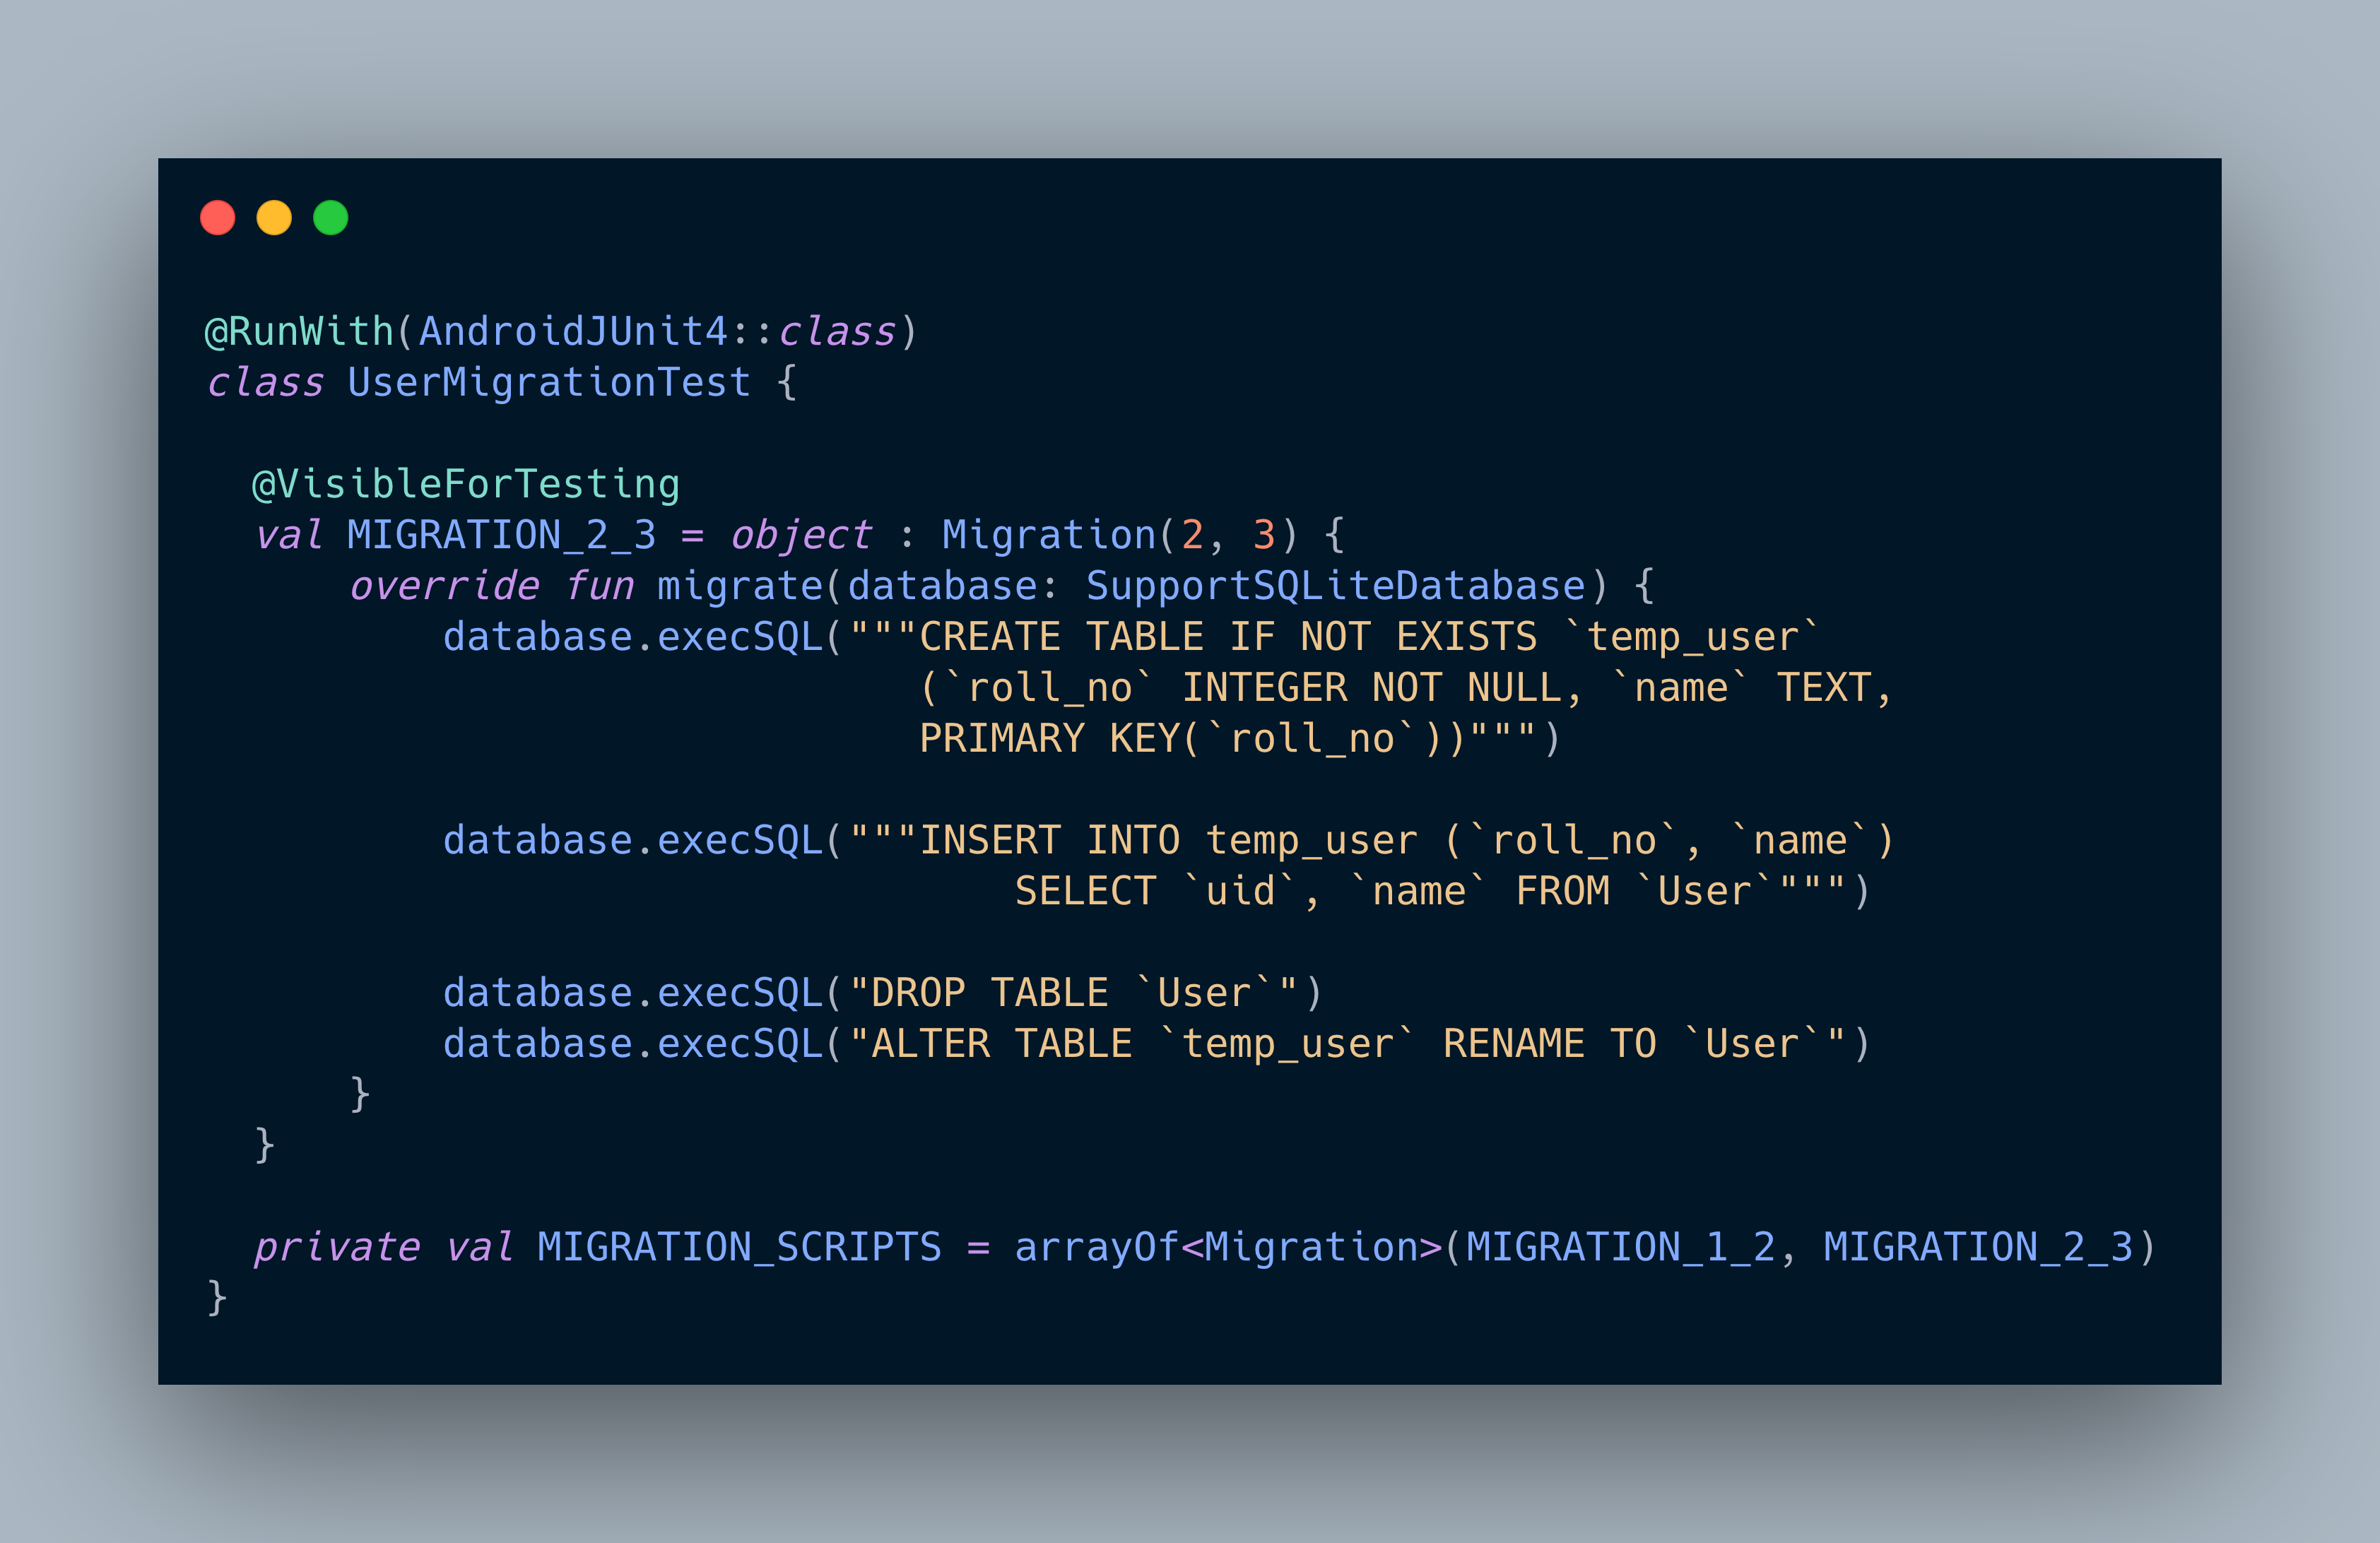 @RunWith(AndroidJUnit4::class)
class UserMigrationTest {
@VisibleForTesting
val MIGRATION_2_3 = object : Migration(2, 3) {
override fun migrate(database: SupportSQLiteDatabase) {
database.execSQL("""CREATE TABLE IF NOT EXISTS `temp_user`
(`roll_no` INTEGER NOT NULL, `name` TEXT,
PRIMARY KEY(`roll_no`))""")
database.execSQL("""INSERT INTO temp_user (`roll_no`, `name`)
SELECT `uid`, `name` FROM `User`""")
database.execSQL("DROP TABLE `User`")
database.execSQL("ALTER TABLE `temp_user` RENAME TO `User`")
}
}
private val MIGRATION_SCRIPTS = arrayOf<Migration>(MIGRATION_1_2, MIGRATION_2_3)
}